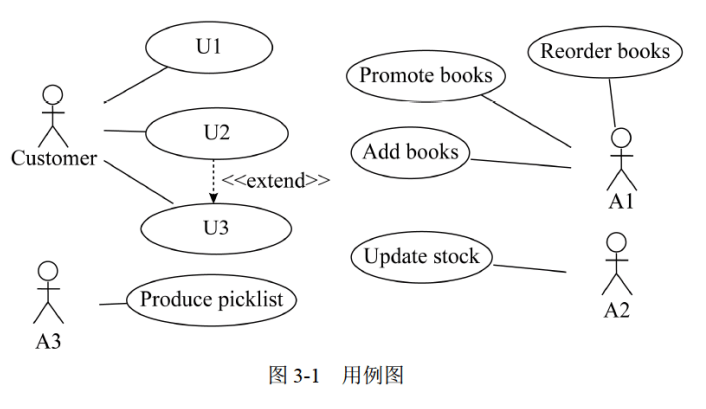 U1
Reorder books
Promote books
U2
Customer
Add books
<<extend>>
A1
U3
Update stock
Produce picklist
A2
A3
图 3-1 用例图